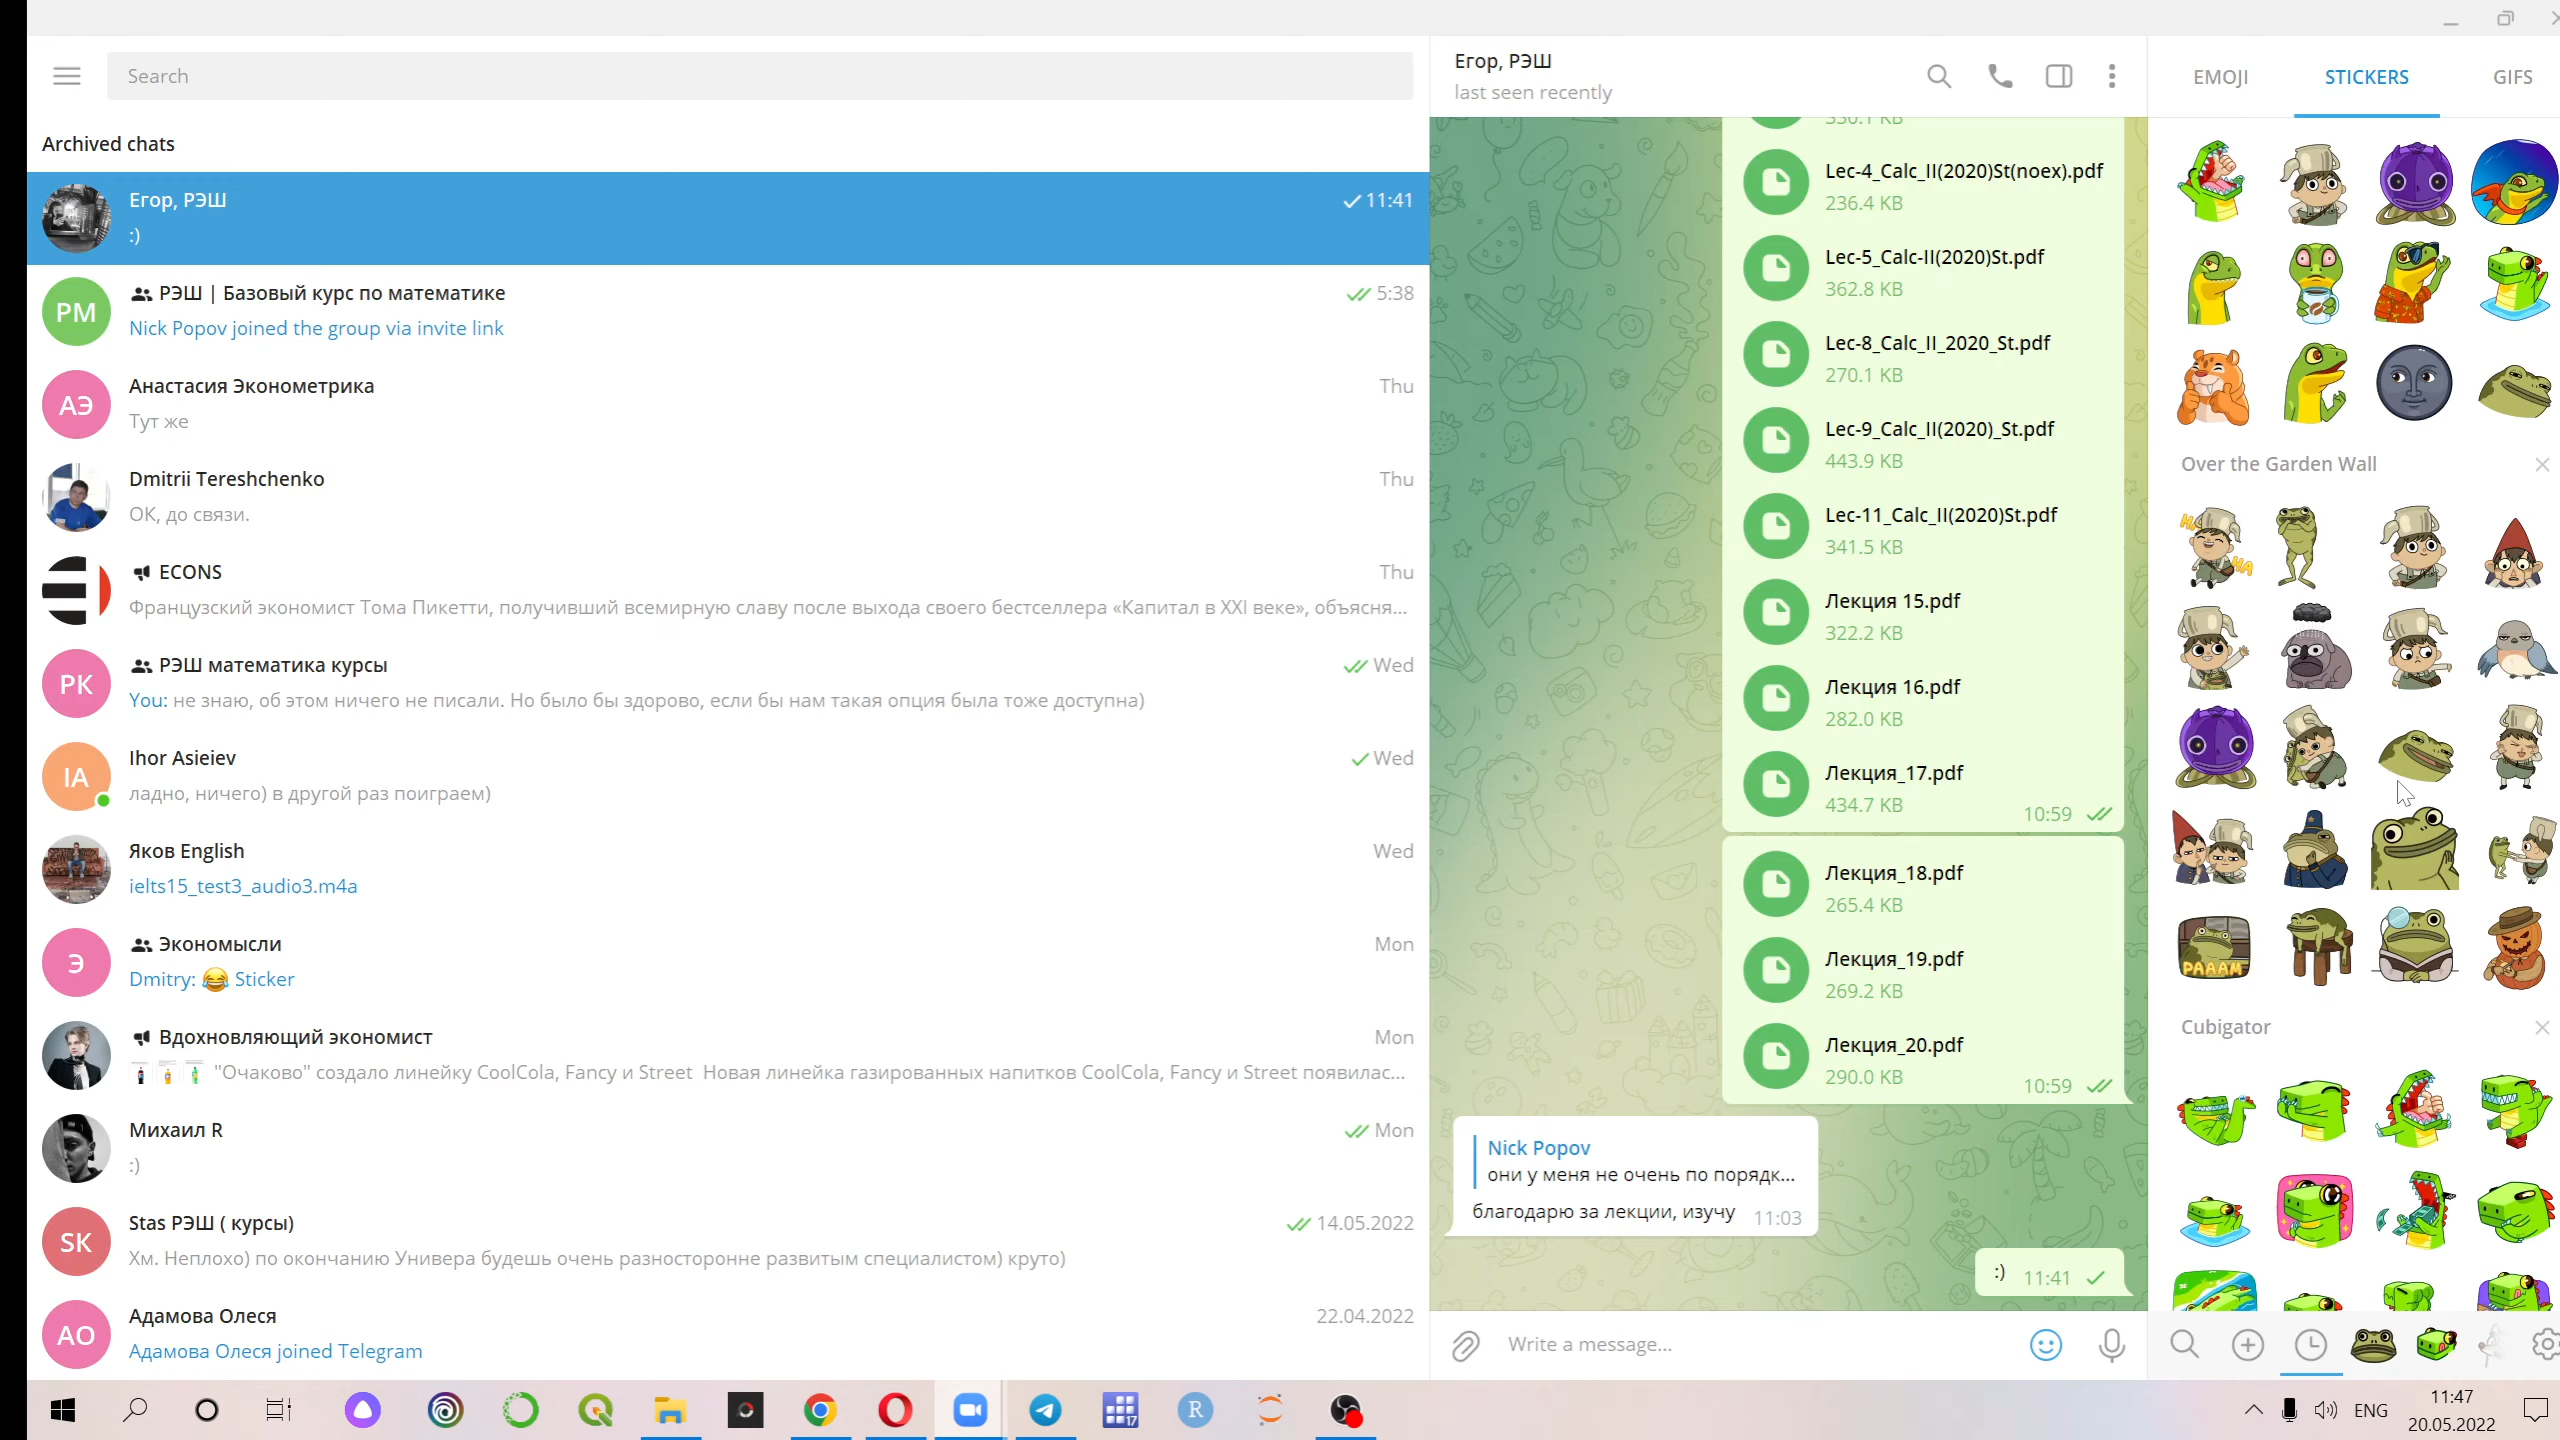 Search
Archived chats
Егор, РЭШ
11:41
:)
РЭШ | Базовый курс по математике
5:38
Nick Popov joined the group via invite link
РМ
Анастасия Эконометрика
Thu
Тут же
АЭ
Dmitrii Tereshchenko
Thu
ОК, до связи.
ECONS
Thu
Французский экономист Тома Пикетти, получивший всемирную славу после выхода своего бестселлера «Капитал в XXI веке», объясня...
РЭШ математика курсы
Wed
You: не знаю, об этом ничего не писали. Но было бы здорово, если бы нам такая опция была тоже доступна)
РК
Ihor Asieiev
Wed
ладно, ничего) в другой раз поиграем)
IA
Яков English
Wed
ielts15_test3_audio3.m4a
Экономысли
Mon
Dmitry: 😂 Sticker
Э
Вдохновляющий экономист
Mon
"Очаково" создало линейку CoolCola, Fancy и Street Новая линейка газированных напитков CoolCola, Fancy и Street появилас...
Михаил R
Mon
:)
Stas РЭШ ( курсы)
14.05.2022
Хм. Неплохо) по окончанию Универа будешь очень разносторонне развитым специалистом) круто)
SK
Адамова Олеся
22.04.2022
Адамова Олеся joined Telegram
АО
Егор, РЭШ
last seen recently
Lec-4_Calc_II(2020)St(noex).pdf
236.4 KB
Lec-5_Calc-II(2020)St.pdf
362.8 KB
Lec-8_Calc_II_2020_St.pdf
270.1 KB
Lec-9_Calc_II(2020)_St.pdf
443.9 KB
Lec-11_Calc_II(2020)St.pdf
341.5 KB
Лекция 15.pdf
322.2 KB
Лекция 16.pdf
282.0 KB
Лекция_17.pdf
434.7 KB
10:59
Лекция_18.pdf
265.4 KB
Лекция_19.pdf
269.2 KB
Лекция_20.pdf
290.0 KB
10:59
Nick Popov
они у меня не очень по порядк...
благодарю за лекции, изучу 11:03
:) 11:41
Write a message...
EMOJI STICKERS GIFS
Over the Garden Wall
HA
PAAAM
Cubigator
17
R
ENG
11:47
20.05.2022